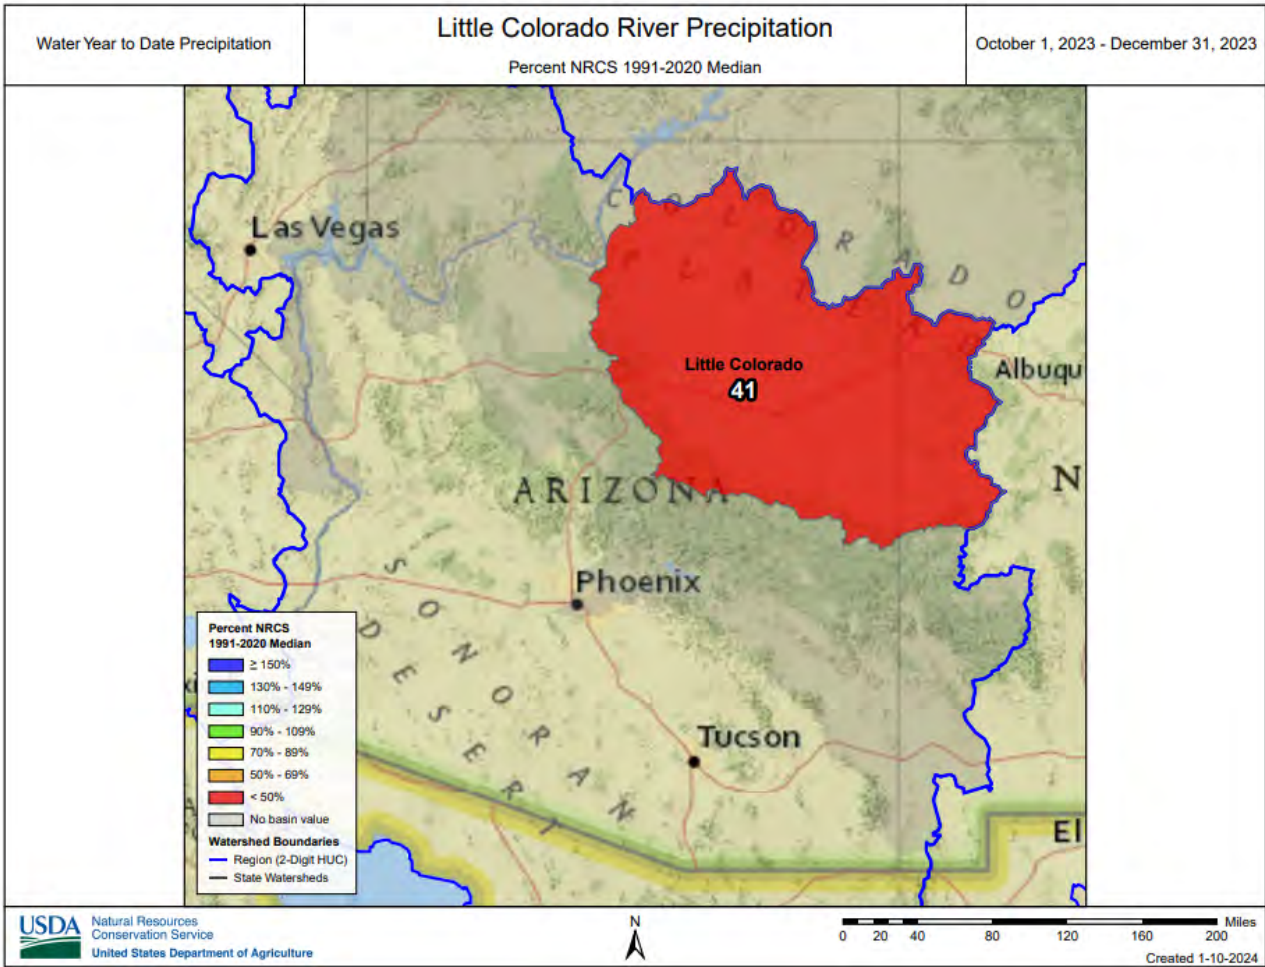 Water Year to Date Precipitation
Little Colorado River Precipitation
Percent NRCS 1991-2020 Median
October 1, 2023 - December 31, 2023
Las Vegas
COLORADO
PLATEAU
Little Colorado
41
Albuqu
ARIZONA
N
Phoenix
SONORAN
DESERT
Tucson
El
Percent NRCS
1991-2020 Median
≥ 150%
130% - 149%
110% - 129%
90% - 109%
70% - 89%
50% - 69%
< 50%
No basin value
Watershed Boundaries
Region (2-Digit HUC)
State Watersheds
USDA
Natural Resources
Conservation Service
United States Department of Agriculture
N
Miles
0 20 40 80 120 160 200
Created 1-10-2024